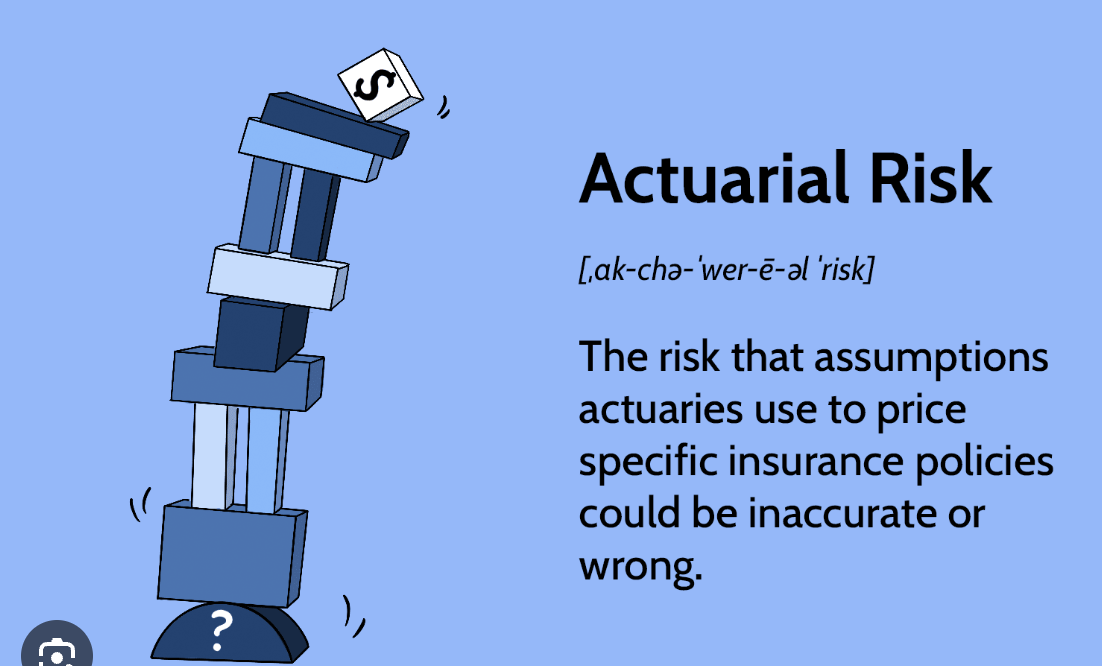 $
Actuarial Risk
[ˌak-chə-ˈwer-ē-əl ˈrisk]
The risk that assumptions
actuaries use to price
specific insurance policies
could be inaccurate or
wrong.
?